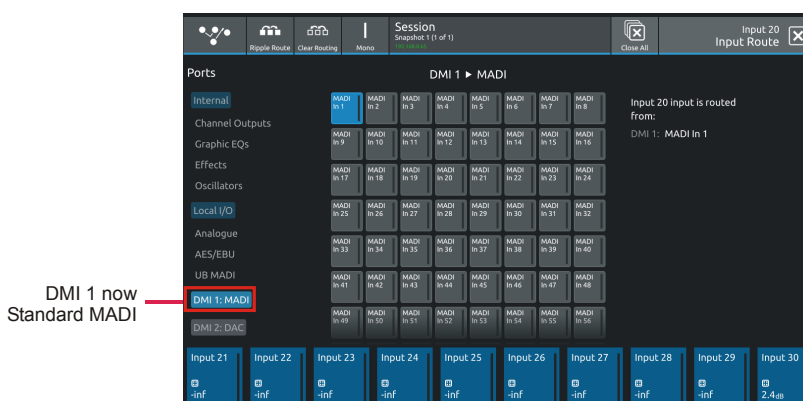 Session
Snapshot 1 (1 of 1)
Ripple Route
Clear Routing
Mono
Close All
Input 20
Input Route
Ports
DMI 1 ▸ MADI
Internal
Channel Outputs
Graphic EQs
Effects
Oscillators
Local I/O
Analogue
AES/EBU
UB MADI
DMI 1: MADI
DMI 2: DAC
DMI 1 now
Standard MADI
MADI In 1 MADI In 2 MADI In 3 MADI In 4 MADI In 5 MADI In 6 MADI In 7 MADI In 8
MADI In 9 MADI In 10 MADI In 11 MADI In 12 MADI In 13 MADI In 14 MADI In 15 MADI In 16
MADI In 17 MADI In 18 MADI In 19 MADI In 20 MADI In 21 MADI In 22 MADI In 23 MADI In 24
MADI In 25 MADI In 26 MADI In 27 MADI In 28 MADI In 29 MADI In 30 MADI In 31 MADI In 32
MADI In 33 MADI In 34 MADI In 35 MADI In 36 MADI In 37 MADI In 38 MADI In 39 MADI In 40
MADI In 41 MADI In 42 MADI In 43 MADI In 44 MADI In 45 MADI In 46 MADI In 47 MADI In 48
MADI In 49 MADI In 50 MADI In 51 MADI In 52 MADI In 53 MADI In 54 MADI In 55 MADI In 56
Input 20 input is routed
from:
DMI 1: MADI In 1
Input 21 Input 22 Input 23 Input 24 Input 25 Input 26 Input 27 Input 28 Input 29 Input 30
-inf -inf -inf -inf -inf -inf -inf -inf -inf 2.4dB